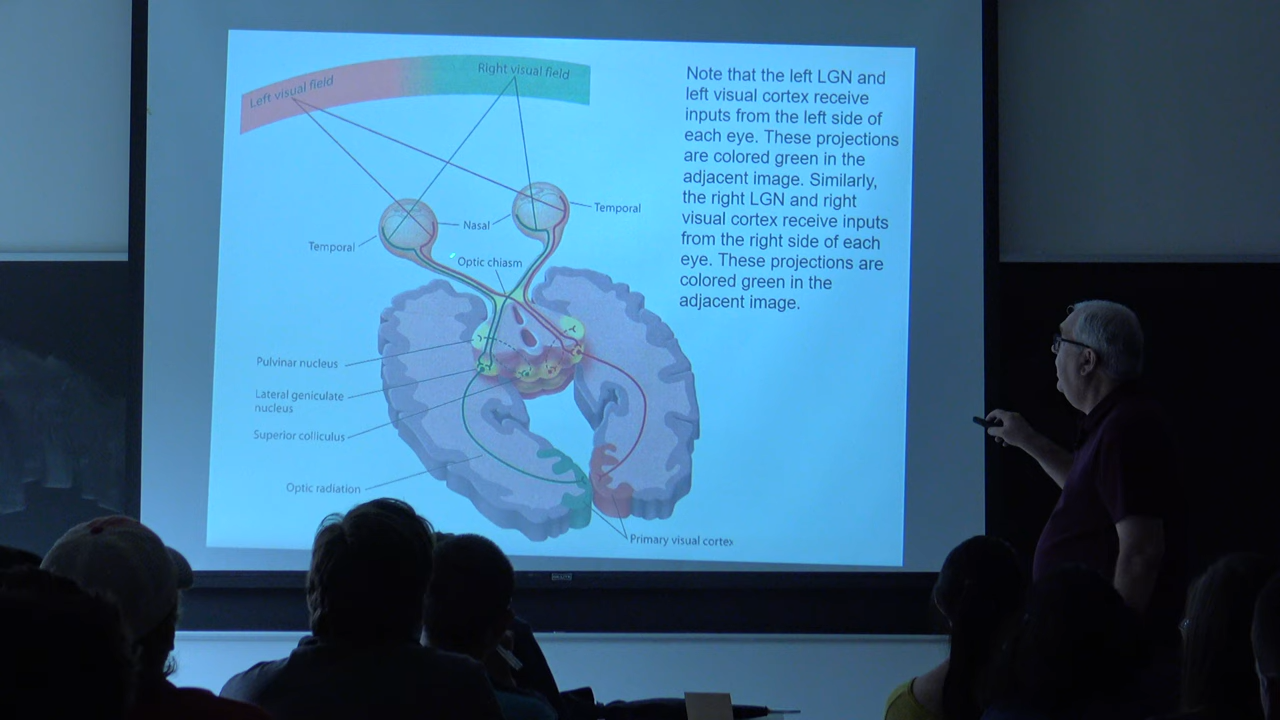 Left visual field
Right visual field
Temporal
Nasal
Temporal
Optic chiasm
Pulvinar nucleus
Lateral geniculate
nucleus
Superior colliculus
Optic radiation
Primary visual cortex
Note that the left LGN and
left visual cortex receive
inputs from the left side of
each eye. These projections
are colored green in the
adjacent image. Similarly,
the right LGN and right
visual cortex receive inputs
from the right side of each
eye. These projections are
colored green in the
adjacent image.